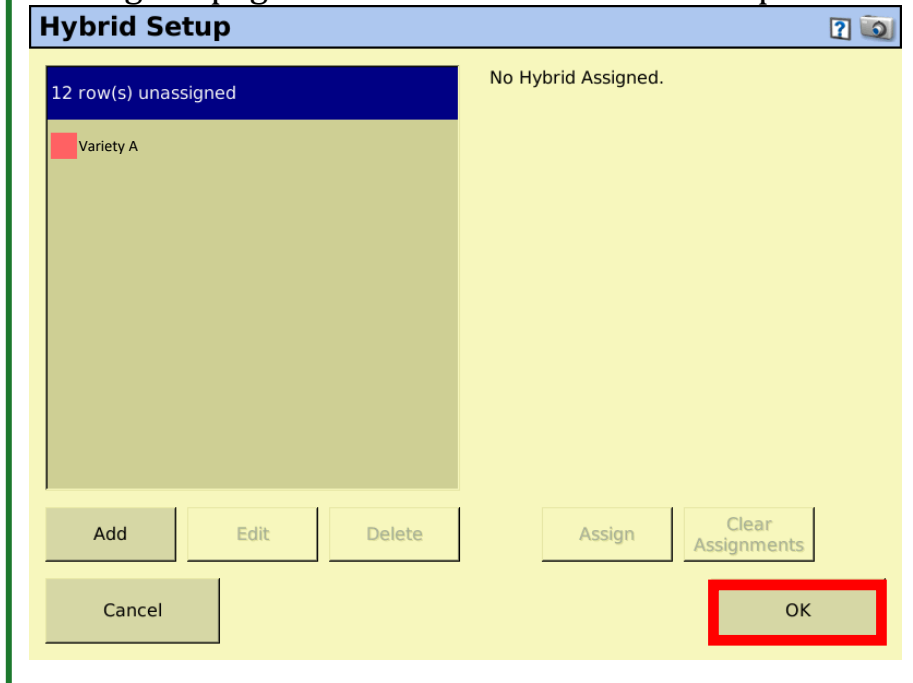 Hybrid Setup
?
12 row(s) unassigned
No Hybrid Assigned.
Variety A
Add
Edit
Delete
Assign
Clear
Assignments
Cancel
OK